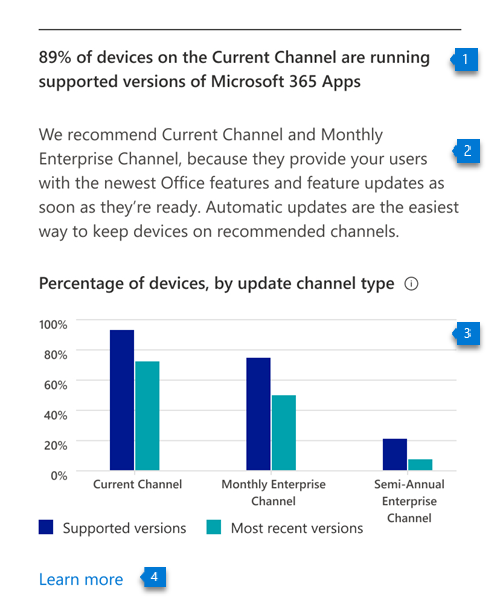 89% of devices on the Current Channel are running
supported versions of Microsoft 365 Apps
1
We recommend Current Channel and Monthly
Enterprise Channel, because they provide your users
with the newest Office features and feature updates as
soon as they’re ready. Automatic updates are the easiest
way to keep devices on recommended channels.
2
Percentage of devices, by update channel type
3
100%
80%
60%
40%
20%
0%
Current Channel
Monthly Enterprise
Channel
Semi-Annual
Enterprise
Channel
Supported versions
Most recent versions
Learn more
4